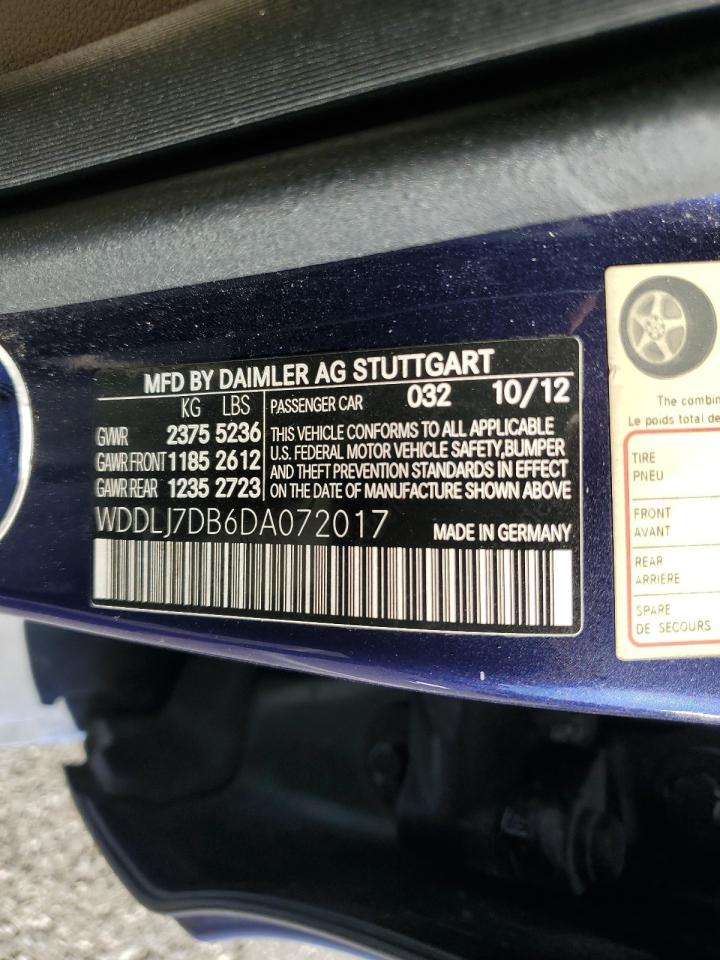 MFD BY DAIMLER AG STUTTGART
KG LBS PASSENGER CAR 032 10/12
GVWR 2375 5236
GAWR FRONT 1185 2612
GAWR REAR 1235 2723
THIS VEHICLE CONFORMS TO ALL APPLICABLE
U.S. FEDERAL MOTOR VEHICLE SAFETY,BUMPER
AND THEFT PREVENTION STANDARDS IN EFFECT
ON THE DATE OF MANUFACTURE SHOWN ABOVE
WDDLJ7DB6DA072017 MADE IN GERMANY
The
Le poids total
TIRE
PNEU
FRONT
AVANT
REAR
ARRIERE
SPARE
DE SECOURS